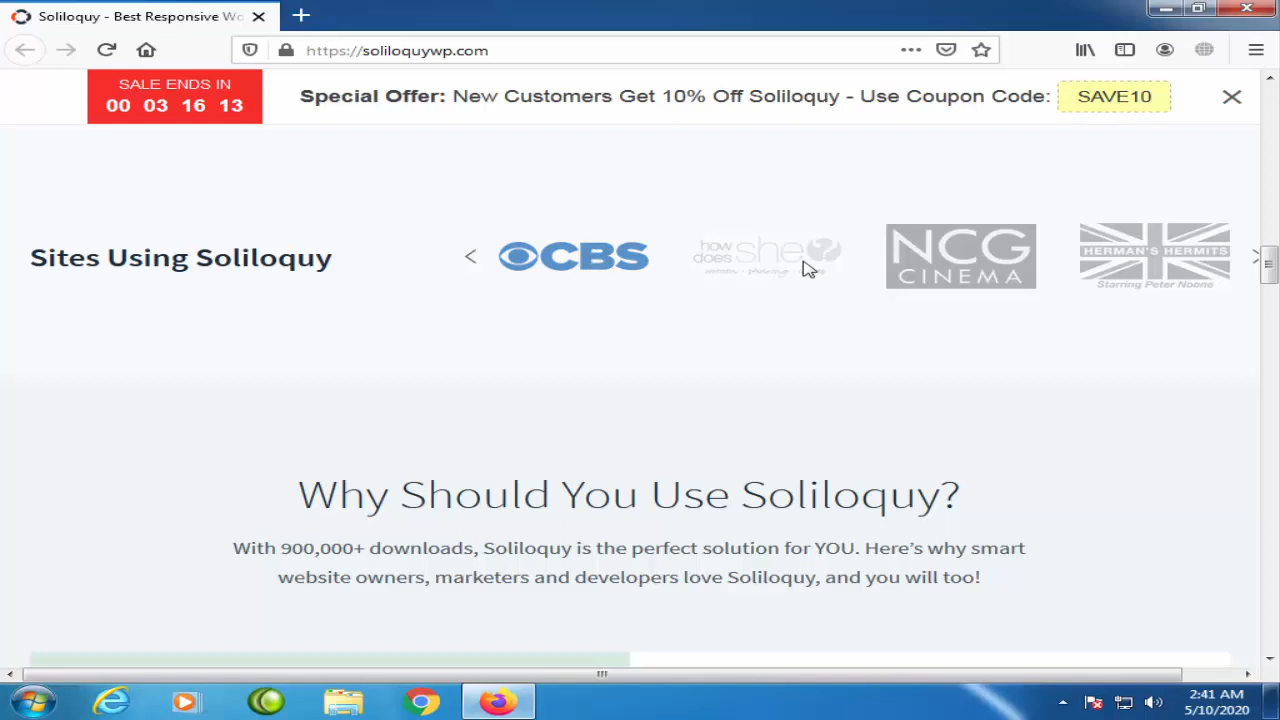 Soliloquy - Best Responsive Wo
https://soliloquywp.com
SALE ENDS IN
00 03 16 13
Special Offer: New Customers Get 10% Off Soliloquy - Use Coupon Code: SAVE10
Sites Using Soliloquy
CBS
how does she?
NCG CINEMA
HERMAN'S HERMITS
Starring Peter Noone
Why Should You Use Soliloquy?
With 900,000+ downloads, Soliloquy is the perfect solution for YOU. Here's why smart
website owners, marketers and developers love Soliloquy, and you will too!
2:41 AM
5/10/2020